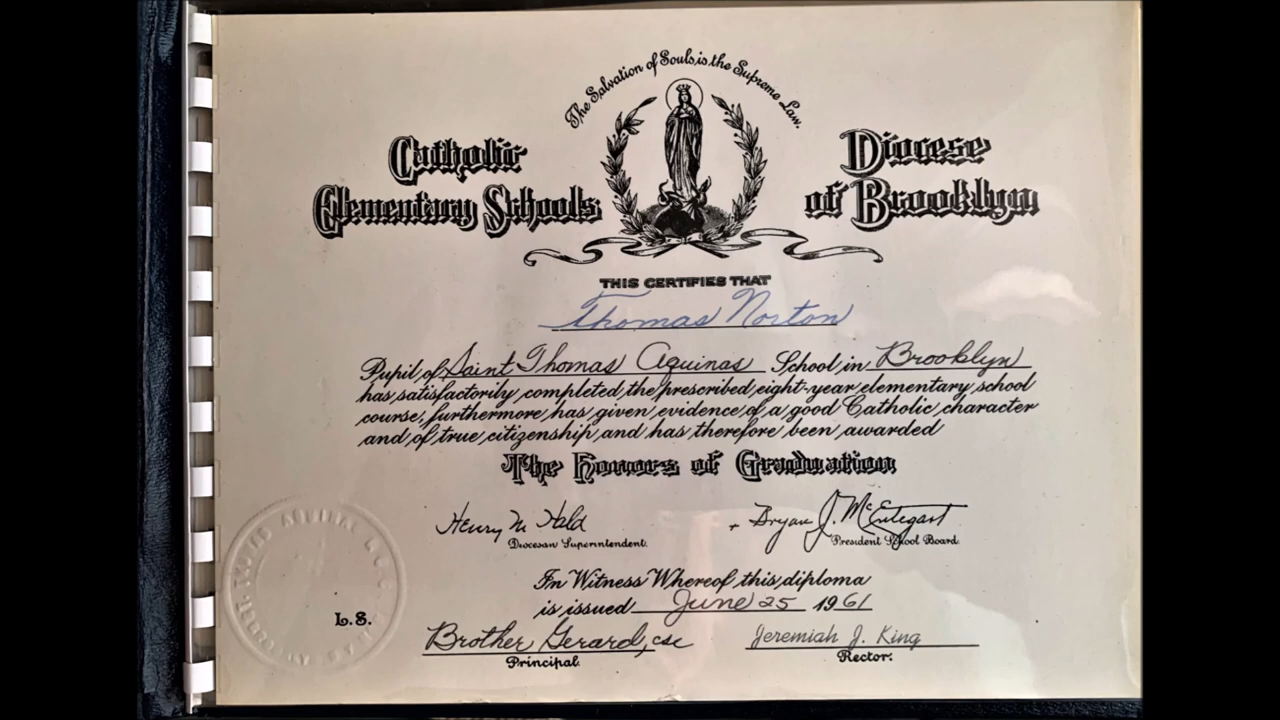 The Salvation of Souls, is the Supreme Law.
Catholic Elementary Schools
Diocese of Brooklyn
THIS CERTIFIES THAT
Thomas Norton
Pupil of Saint Thomas Aquinas School in Brooklyn
has satisfactorily completed the prescribed eight-year elementary school
course, furthermore has given evidence of a good Catholic character
and of true citizenship and has therefore been awarded
The Honors of Graduation
Henry M. Hald
Diocesan Superintendent.
+ Bryan J. McEntegart
President School Board.
In Witness Whereof this diploma
is issued June 25 1961
L.S.
Brother Gerard, csc
Principal.
Jeremiah J. King
Rector.